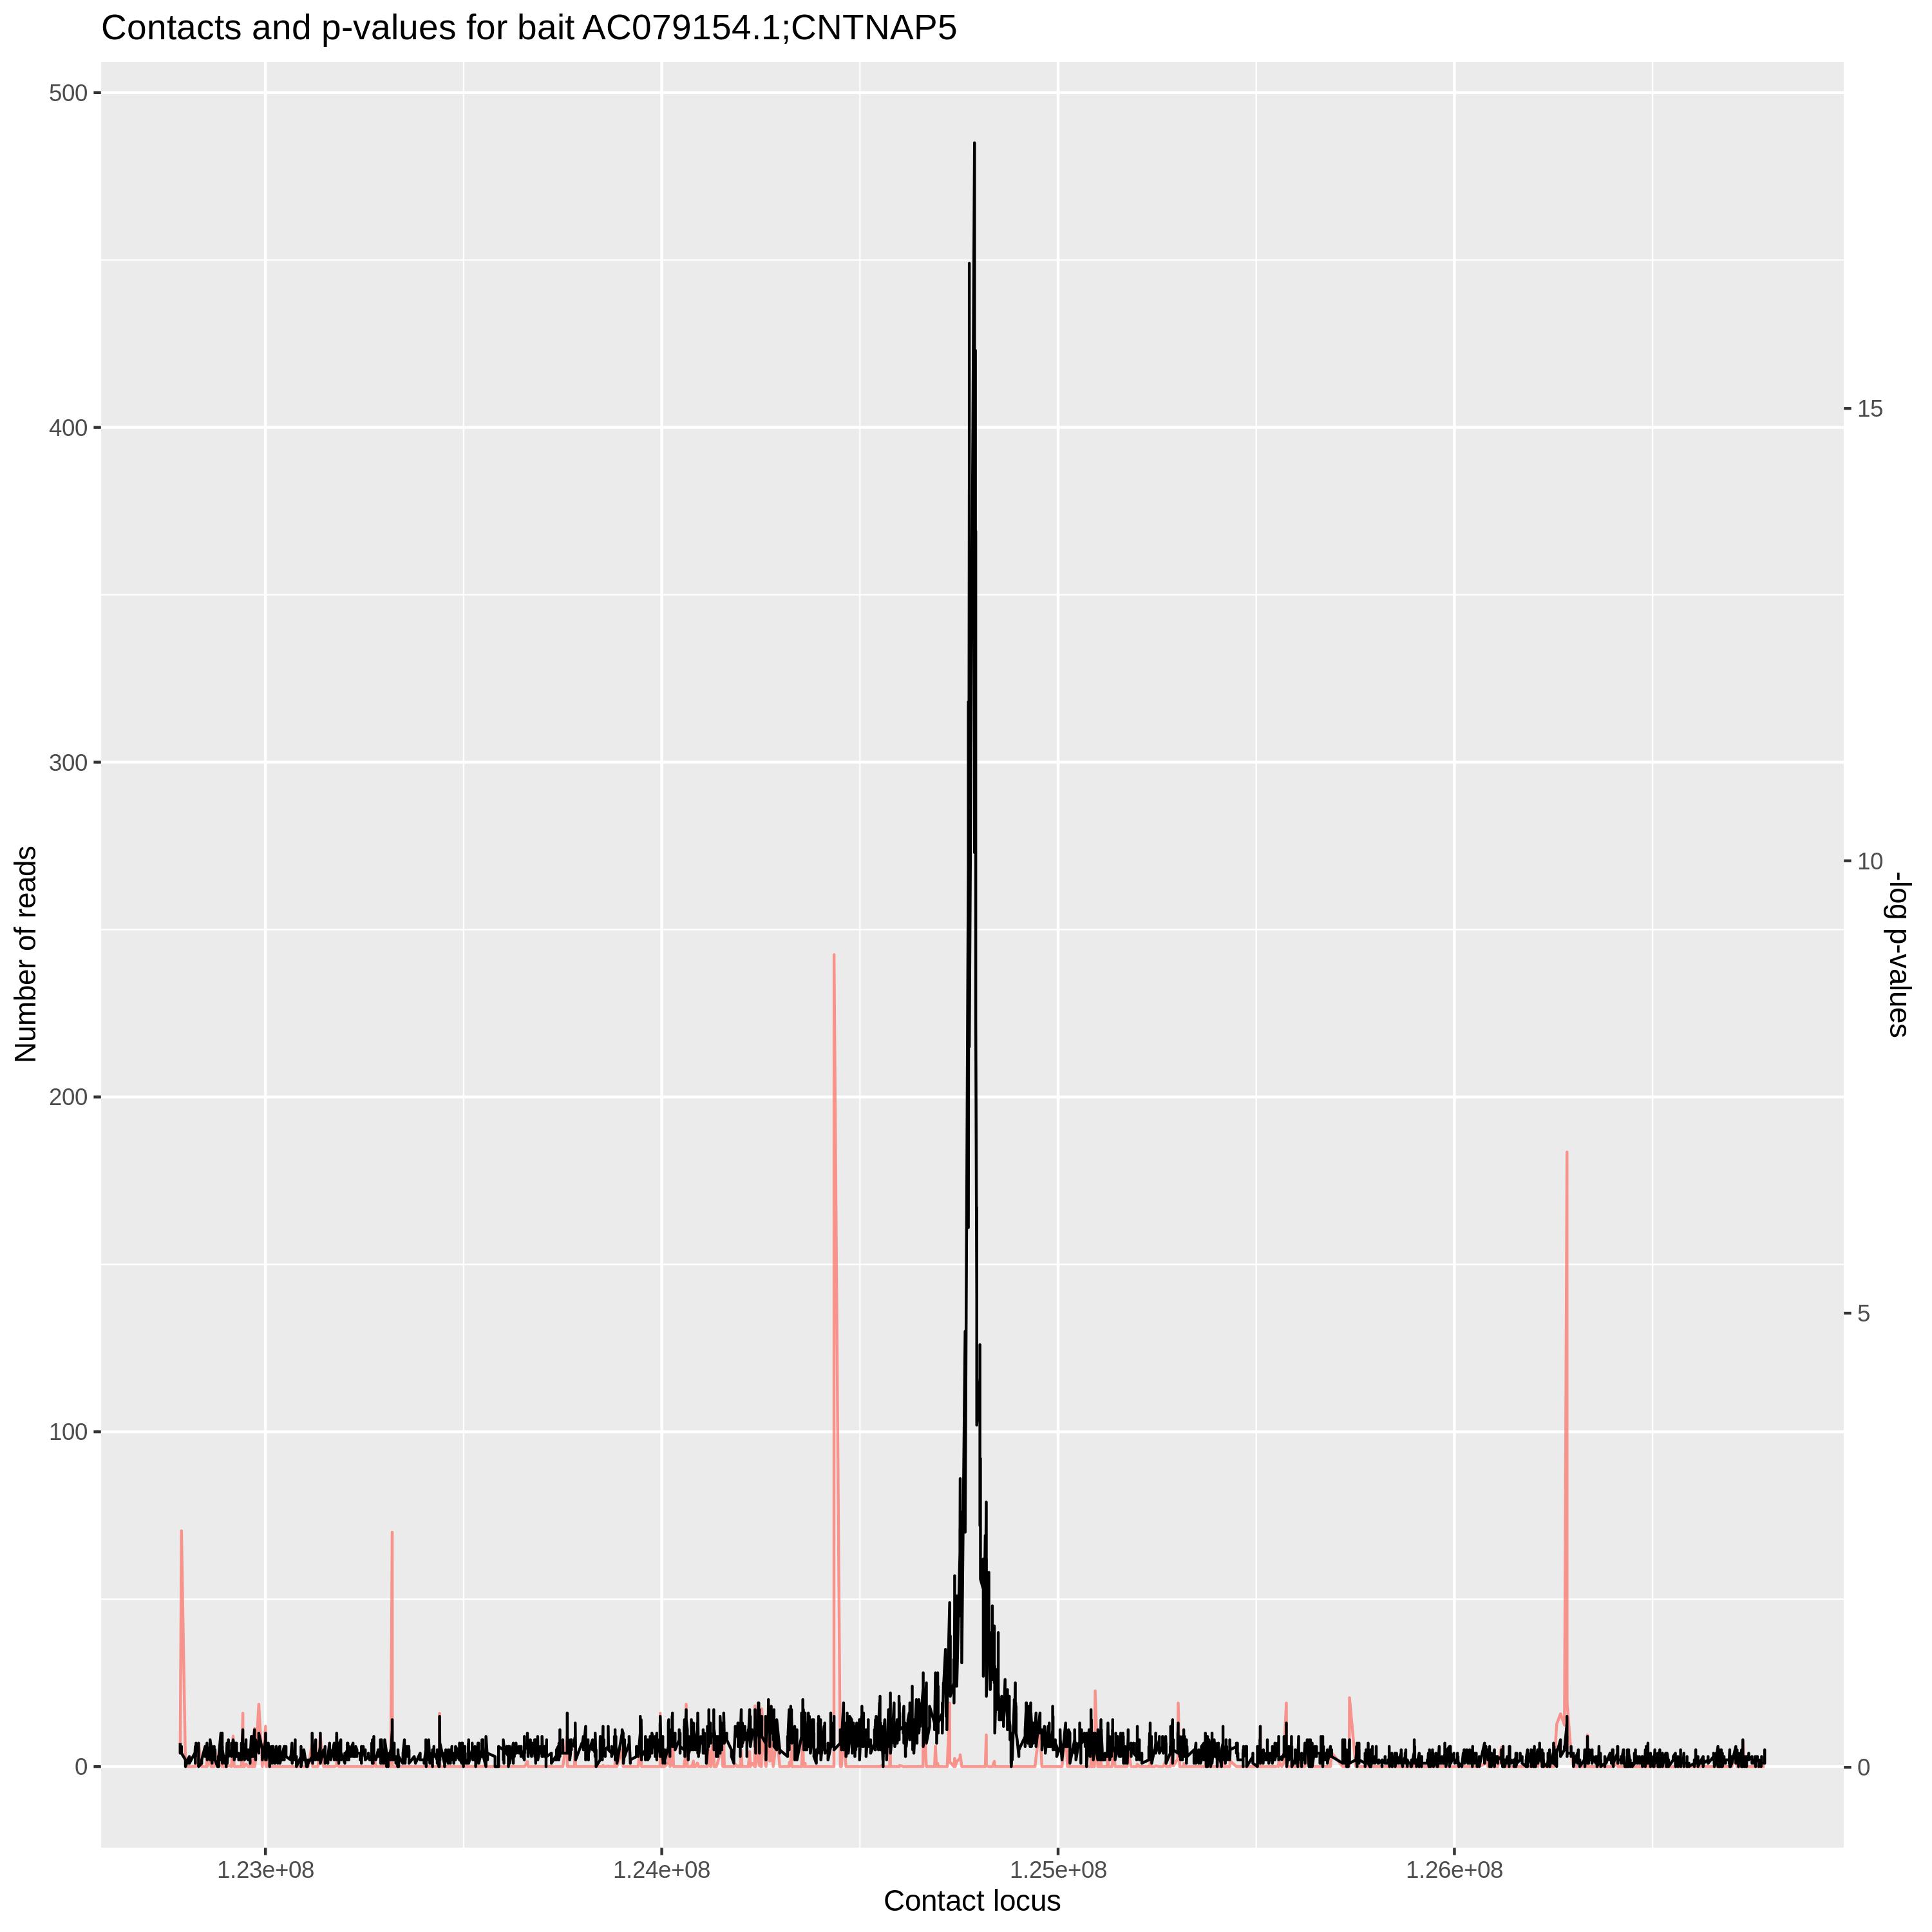 Contacts and p-values for bait AC079154.1;CNTNAP5
500
400
300
200
100
0
Number of reads
15
10
5
0
-log p-values
1.23e+08
1.24e+08
1.25e+08
1.26e+08
Contact locus